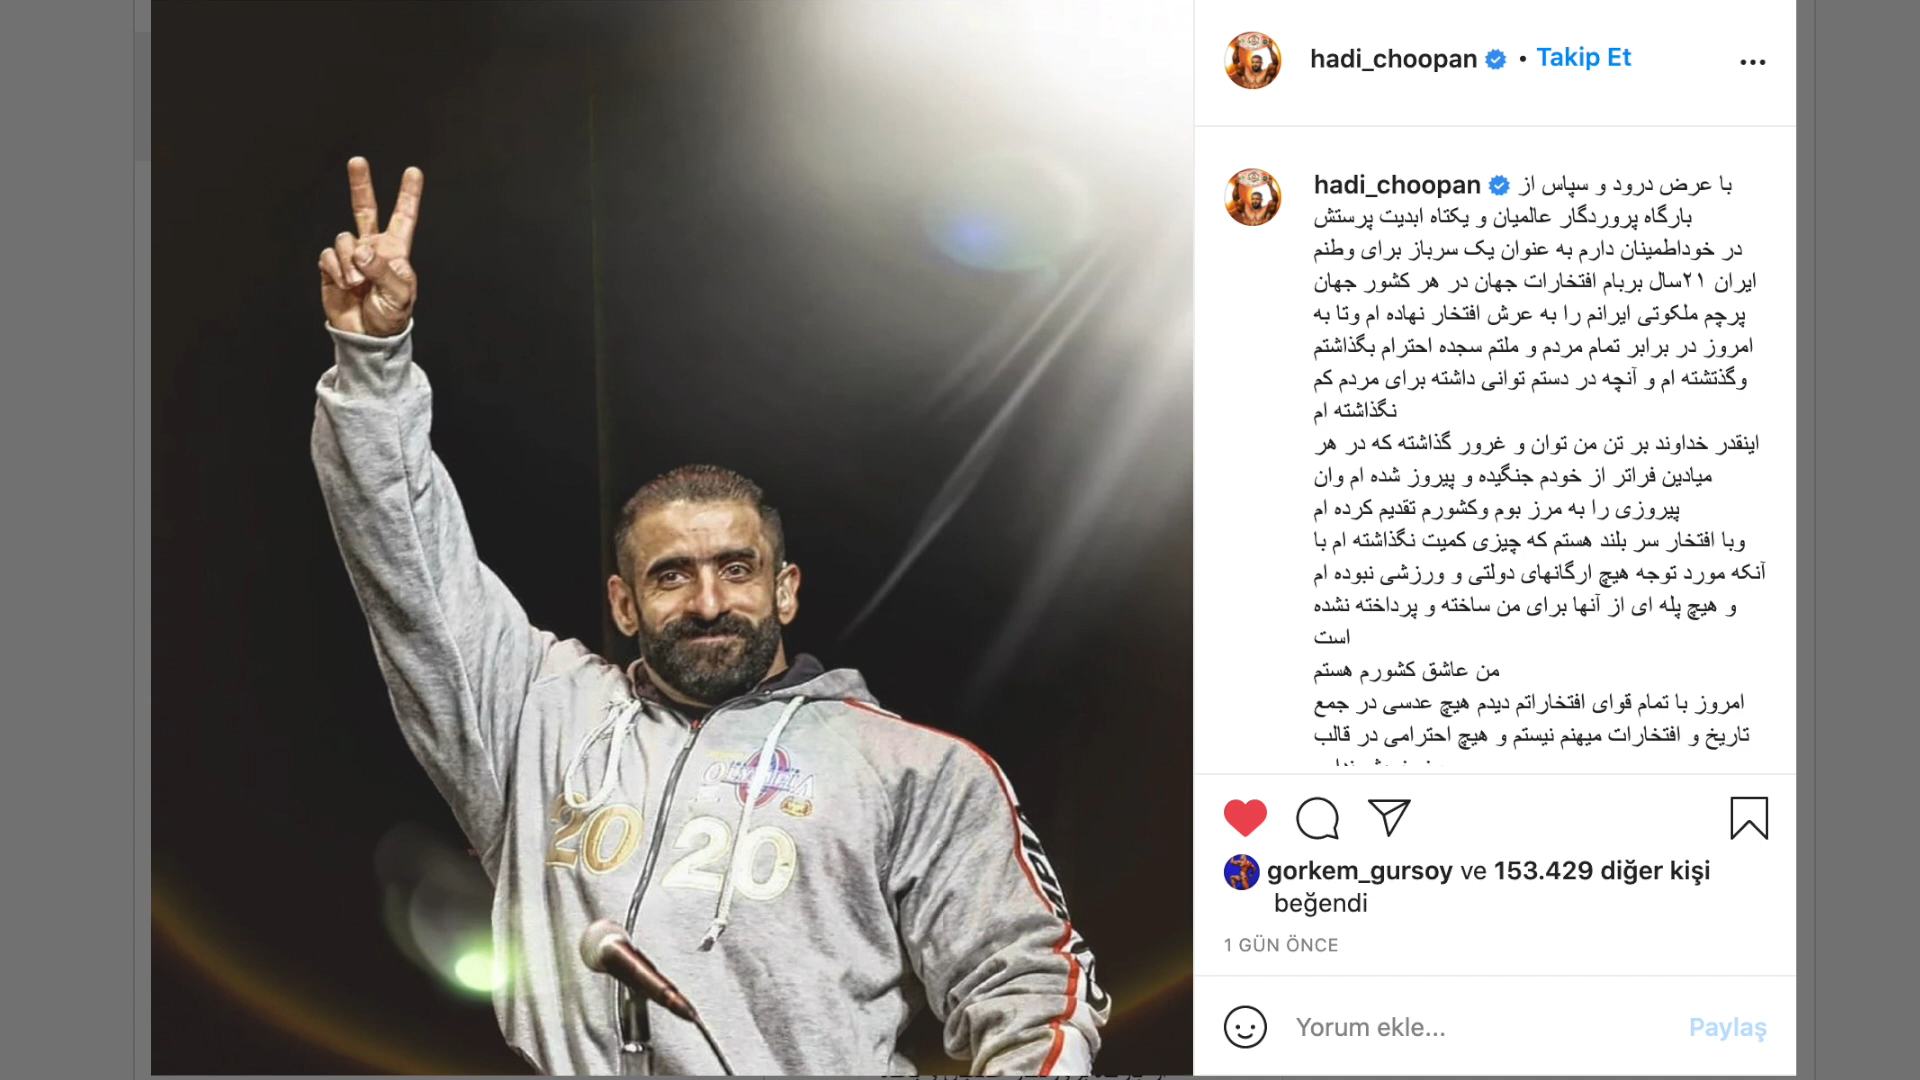 hadi_choopan • Takip Et
hadi_choopan با عرض درود و سپاس از
بارگاه پروردگار عالمیان و یکتاه ابدیت پرستش
در خوداطمینان دارم به عنوان یک سرباز برای وطنم
ایران ۲۱سال بربام افتخارات جهان در هر کشور جهان
پرچم ملکوتی ایرانم را به عرش افتخار نهاده ام وتا به
امروز در برابر تمام مردم و ملتم سجده احترام بگذاشتم
وگذتشته ام و آنچه در دستم توانی داشته برای مردم کم
نگذاشته ام
اینقدر خداوند بر تن من توان و غرور گذاشته که در هر
میادین فراتر از خودم جنگیده و پیروز شده ام وان
پیروزی را به مرز بوم وکشورم تقدیم کرده ام
وبا افتخار سر بلند هستم که چیزی کمیت نگذاشته ام با
آنکه مورد توجه هیچ ارگانهای دولتی و ورزشی نبوده ام
و هیچ پله ای از آنها برای من ساخته و پرداخته نشده
است
من عاشق کشورم هستم
امروز با تمام قوای افتخاراتم دیدم هیچ عدسی در جمع
تاریخ و افتخارات میهنم نیستم و هیچ احترامی در قالب
gorkem_gursoy ve 153.429 diğer kişi
beğendi
1 GÜN ÖNCE
Yorum ekle...
Paylaş
OLYMPIA
20 20